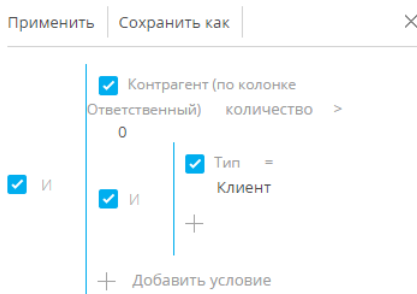 Применить Сохранить как
Контрагент (по колонке
Ответственный) количество >
0
Тип =
И И Клиент
Добавить условие